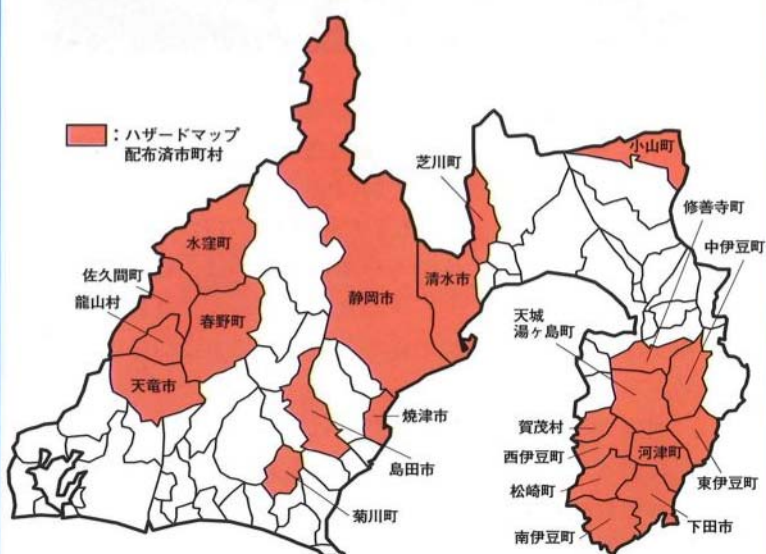 ：ハザードマップ
配布済市町村
小山町
芝川町
修善寺町
水窪町
中伊豆町
佐久間町
清水市
龍山村
静岡市
春野町
天城
湯ヶ島町
天竜市
焼津市
賀茂村
河津町
西伊豆町
島田市
東伊豆町
松崎町
菊川町
下田市
南伊豆町